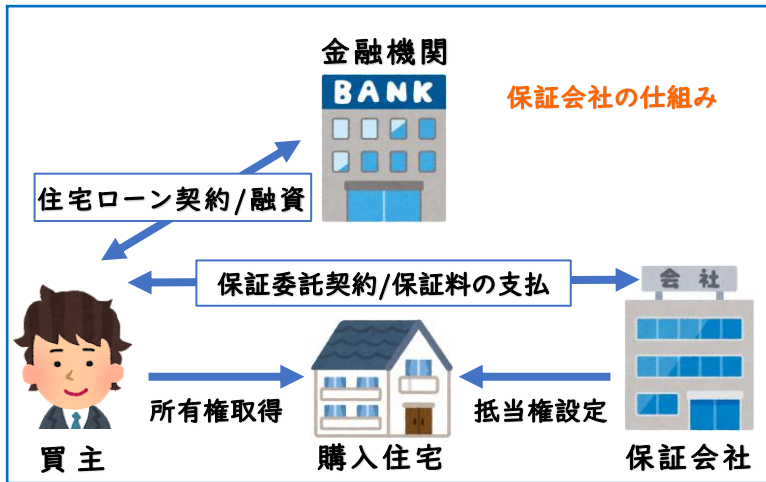 金融機関
BANK
保証会社の仕組み
住宅ローン契約/融資
保証委託契約/保証料の支払
会社
所有権取得
抵当権設定
買主
購入住宅
保証会社